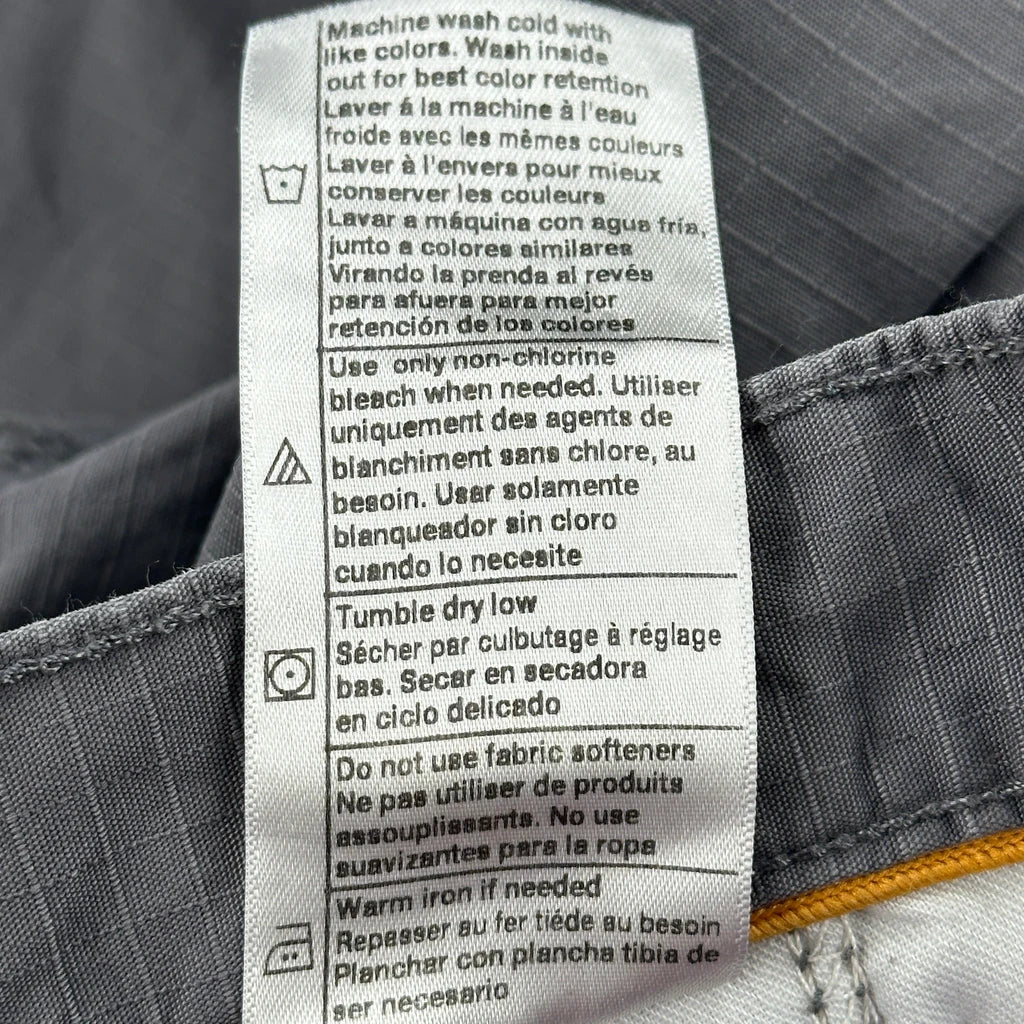 Machine wash cold with
like colors. Wash inside
out for best color retention
Laver á la machine à l'eau
froide avec les mêmes couleurs
Laver à l'envers pour mieux
conserver les couleurs
Lavar a máquina con agua fría,
junto a colores similares
Virando la prenda al revés
para afuera para mejor
retención de los colores
Use only non-chlorine
bleach when needed. Utiliser
uniquement des agents de
blanchiment sans chlore, au
besoin. Usar solamente
blanqueador sin cloro
cuando lo necesite
Tumble dry low
Sécher par culbutage à réglage
bas. Secar en secadora
en ciclo delicado
Do not use fabric softeners
Ne pas utiliser de produits
assouplissants. No use
suavizantes para la ropa
Warm iron if needed
Repasser au fer tiéde au besoin
Planchar con plancha tibia de
ser necesario